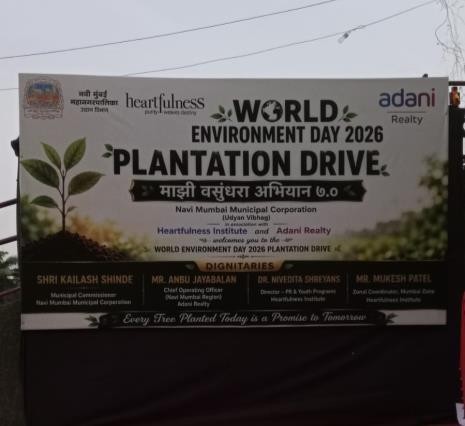 नवी मुंबई
महानगरपालिका
उद्यान विभाग
heartfulness
purity weaves destiny
adani
Realty
WORLD
ENVIRONMENT DAY 2026
PLANTATION DRIVE
माझी वसुंधरा अभियान ७.०
Navi Mumbai Municipal Corporation
(Udyan Vibhag)
in association with
Heartfulness Institute and Adani Realty
welcomes you to the
WORLD ENVIRONMENT DAY 2026 PLANTATION DRIVE
DIGNITARIES
SHRI KAILASH SHINDE
Municipal Commissioner
Navi Mumbai Municipal Corporation
MR. ANBU JAYABALAN
Chief Operating Officer
(Navi Mumbai Region)
Adani Realty
DR. NIVEDITA SHREYANS
Director – PR & Youth Programs
Heartfulness Institute
MR. MUKESH PATEL
Zonal Coordinator, Mumbai Zone
Heartfulness Institute
Every Tree Planted Today is a Promise to Tomorrow